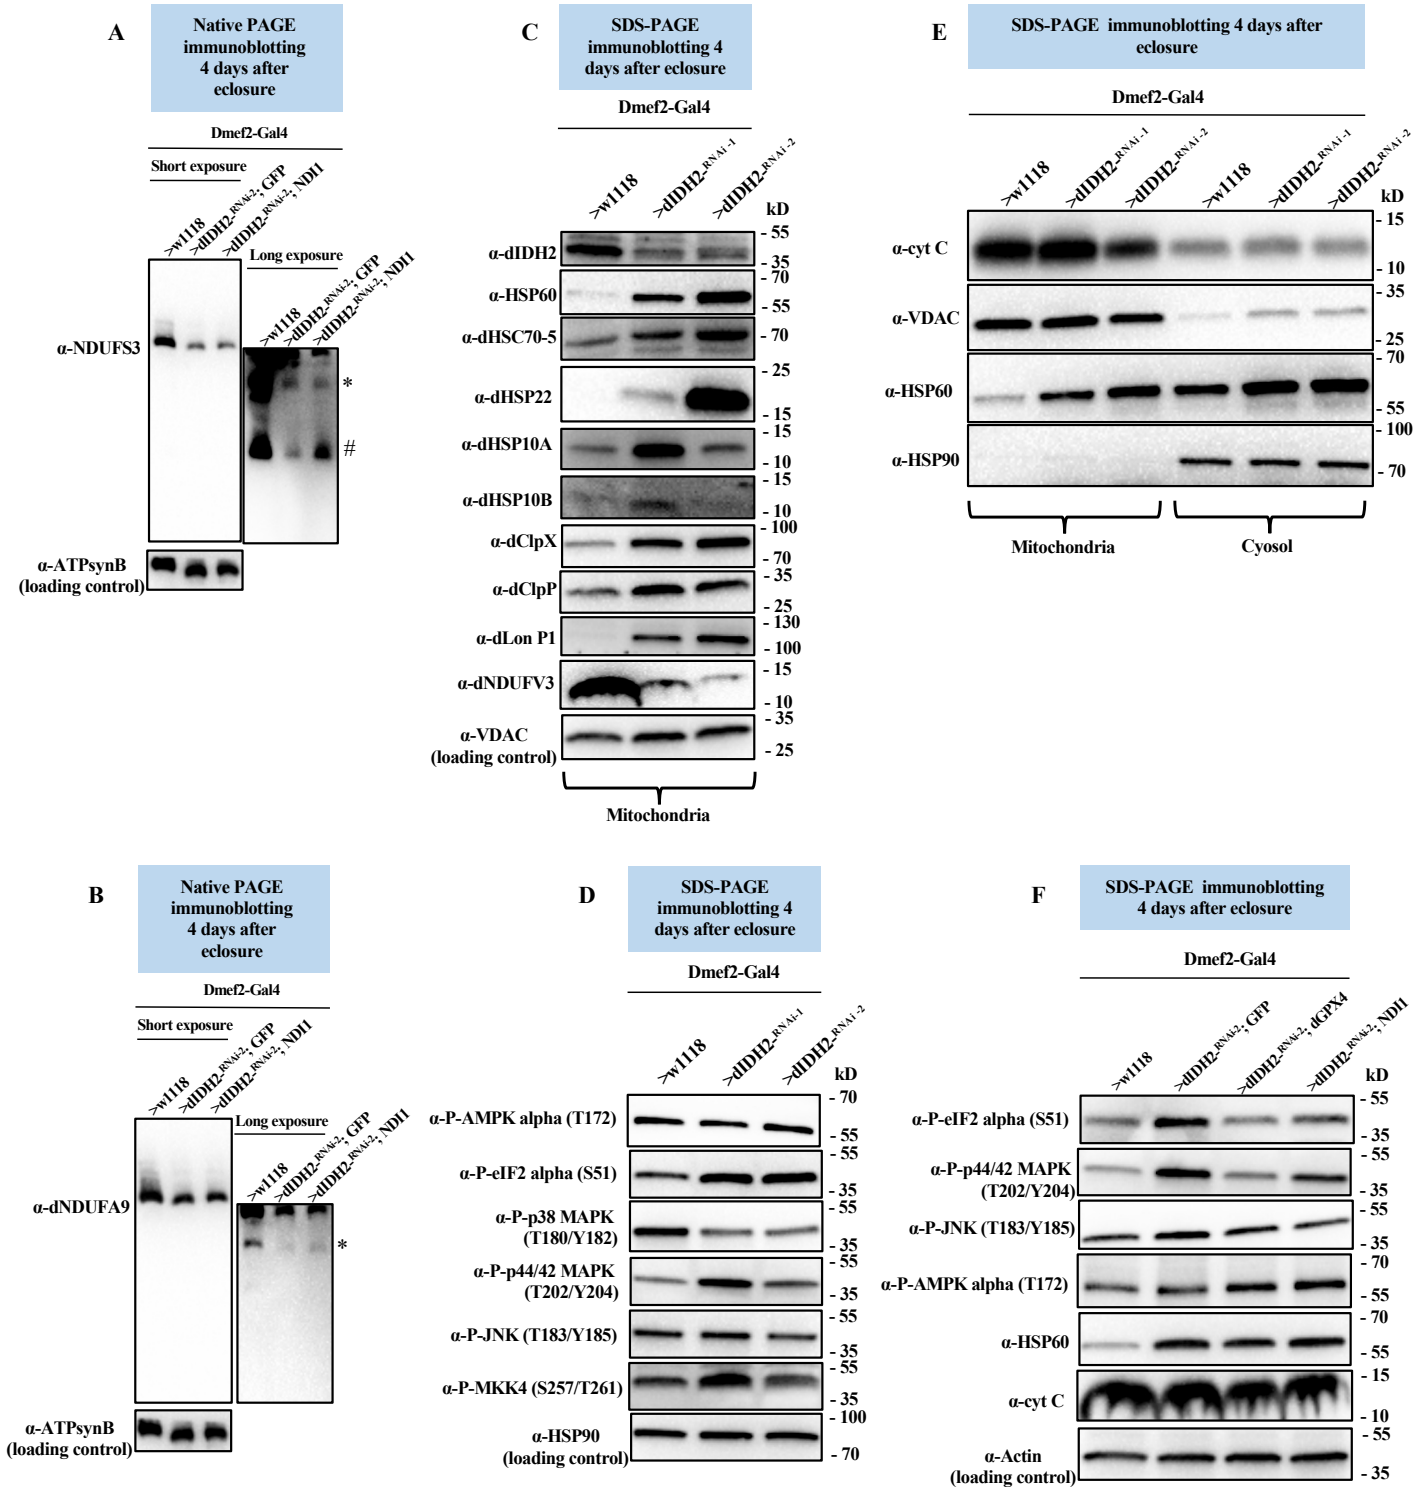 A
Native PAGE
immunoblotting
4 days after
eclosure
Dmef2-Gal4
Short exposure
>w1118
>dIDH2-RNAi-2; GFP
>dIDH2-RNAi-2; NDI1
Long exposure
>w1118
>dIDH2-RNAi-2; GFP
>dIDH2-RNAi-2; NDI1
α-NDUFS3
*
#
α-ATPsynB
(loading control)
C
SDS-PAGE
immunoblotting 4
days after eclosure
Dmef2-Gal4
>w1118
>dIDH2-RNAi-1
>dIDH2-RNAi-2
kD
α-dIDH2
- 55
- 35
α-HSP60
- 70
- 55
α-dHSC70-5
- 70
α-dHSP22
- 25
- 15
α-dHSP10A
- 15
- 10
α-dHSP10B
- 15
- 10
α-dClpX
- 100
- 70
α-dClpP
- 35
- 25
α-dLon P1
- 130
- 100
α-dNDUFV3
- 15
- 10
α-VDAC
(loading control)
- 35
- 25
Mitochondria
E
SDS-PAGE immunoblotting 4 days after
eclosure
Dmef2-Gal4
>w1118
>dIDH2-RNAi-1
>dIDH2-RNAi-2
>w1118
>dIDH2-RNAi-1
>dIDH2-RNAi-2
kD
α-cyt C
- 15
- 10
α-VDAC
- 35
- 25
α-HSP60
- 70
- 55
α-HSP90
- 100
- 70
Mitochondria
Cyosol
B
Native PAGE
immunoblotting
4 days after
eclosure
Dmef2-Gal4
Short exposure
>w1118
>dIDH2-RNAi-2; GFP
>dIDH2-RNAi-2; NDI1
Long exposure
>w1118
>dIDH2-RNAi-2; GFP
>dIDH2-RNAi-2; NDI1
α-dNDUFA9
*
α-ATPsynB
(loading control)
D
SDS-PAGE
immunoblotting 4
days after eclosure
Dmef2-Gal4
>w1118
>dIDH2-RNAi-1
>dIDH2-RNAi-2
kD
α-P-AMPK alpha (T172)
- 70
- 55
α-P-eIF2 alpha (S51)
- 55
- 35
α-P-p38 MAPK
(T180/Y182)
- 55
- 35
α-P-p44/42 MAPK
(T202/Y204)
- 55
- 35
α-P-JNK (T183/Y185)
- 55
- 35
α-P-MKK4 (S257/T261)
- 55
- 35
α-HSP90
(loading control)
- 100
- 70
F
SDS-PAGE immunoblotting
4 days after eclosure
Dmef2-Gal4
>w1118
>dIDH2-RNAi-2; GFP
>dIDH2-RNAi-2; dGPX4
>dIDH2-RNAi-2; NDI1
kD
α-P-eIF2 alpha (S51)
- 55
- 35
α-P-p44/42 MAPK
(T202/Y204)
- 55
- 35
α-P-JNK (T183/Y185)
- 55
- 35
α-P-AMPK alpha (T172)
- 70
- 55
α-HSP60
- 70
- 55
α-cyt C
- 15
- 10
α-Actin
(loading control)
- 55
- 35